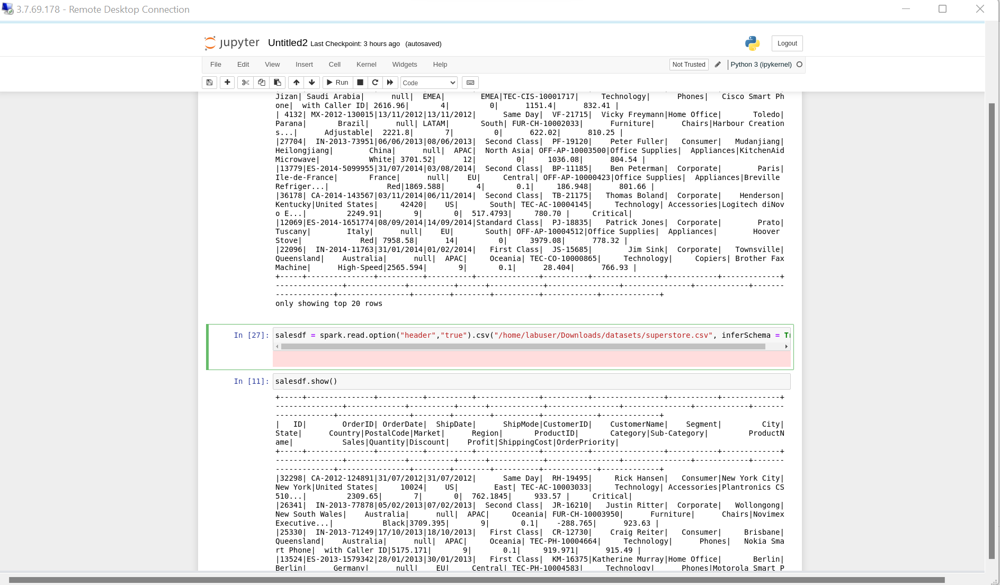 3.7.69.178 - Remote Desktop Connection
jupyter Untitled2 Last Checkpoint: 3 hours ago (autosaved) Logout
File Edit View Insert Cell Kernel Widgets Help Not Trusted Python 3 (ipykernel)
Run Code
Jizan| Saudi Arabia|      null|  EMEA|        EMEA|TEC-CIS-10001717|     Technology|      Phones|   Cisco Smart Ph
one|  with Caller ID| 2616.96|       4|       0|      1151.4|      832.41 |
| 4132| MX-2012-130015|13/11/2012|13/11/2012|      Same Day|  VF-21715|  Vicky Freymann|Home Office|       Toledo|
Parana|       Brazil|      null| LATAM|       South| FUR-CH-10002033|      Furniture|      Chairs|Harbour Creation
s...|      Adjustable|  2221.8|       7|       0|      622.02|      810.25 |
|27704|  IN-2013-73951|06/06/2013|08/06/2013|  Second Class|  PF-19120|    Peter Fuller|   Consumer|   Mudanjiang|
Heilongjiang|        China|      null|  APAC|  North Asia| OFF-AP-10003500|Office Supplies|  Appliances|KitchenAid
Microwave|           White| 3701.52|      12|       0|     1036.08|      804.54 |
|13779|ES-2014-5099955|31/07/2014|03/08/2014|  Second Class|  BP-11185|    Ben Peterman|  Corporate|        Paris|
Ile-de-France|       France|      null|    EU|     Central| OFF-AP-10000423|Office Supplies|  Appliances|Breville
Refriger...|             Red|1869.588|       4|     0.1|     186.948|      801.66 |
|36178| CA-2014-143567|03/11/2014|06/11/2014|  Second Class|  TB-21175|   Thomas Boland|  Corporate|    Henderson|
Kentucky|United States|     42420|    US|       South| TEC-AC-10004145|     Technology| Accessories|Logitech diNov
o E...|         2249.91|       9|       0|  517.4793|     780.70 |     Critical|
|12069|ES-2014-1651774|08/09/2014|14/09/2014|Standard Class|  PJ-18835|   Patrick Jones|  Corporate|        Prato|
Tuscany|        Italy|      null|    EU|       South| OFF-AP-10004512|Office Supplies|  Appliances|        Hoover
Stove|             Red| 7958.58|      14|       0|     3979.08|      778.32 |
|22096|  IN-2014-11763|31/01/2014|01/02/2014|   First Class|  JS-15685|        Jim Sink|  Corporate|   Townsville|
Queensland|    Australia|      null|  APAC|     Oceania| TEC-CO-10000865|     Technology|     Copiers| Brother Fax
Machine|      High-Speed|2565.594|       9|     0.1|      28.404|      766.93 |
+-----+---------------+----------+----------+--------------+----------+----------------+-----------+-------------+
--------------+-------------+----------+------+------------+----------------+---------------+------------+-------
-------------+----------------+--------+--------+----------+------------+-------------+
only showing top 20 rows
In [27]: salesdf = spark.read.option("header","true").csv("/home/labuser/Downloads/datasets/superstore.csv", inferSchema = Tr
In [11]: salesdf.show()
+-----+---------------+----------+----------+--------------+----------+----------------+-----------+-------------+
--------------+-------------+----------+------+------------+----------------+---------------+------------+-------
-------------+----------------+--------+--------+----------+------------+-------------+
|   ID|        OrderID| OrderDate|  ShipDate|      ShipMode|CustomerID|    CustomerName|    Segment|         City|
State|      Country|PostalCode|Market|      Region|       ProductID|       Category|Sub-Category|         ProductN
ame|           Sales|Quantity|Discount|    Profit|ShippingCost|OrderPriority|
+-----+---------------+----------+----------+--------------+----------+----------------+-----------+-------------+
--------------+-------------+----------+------+------------+----------------+---------------+------------+-------
-------------+----------------+--------+--------+----------+------------+-------------+
|32298| CA-2012-124891|31/07/2012|31/07/2012|      Same Day|  RH-19495|     Rick Hansen|   Consumer|New York City|
New York|United States|     10024|    US|        East| TEC-AC-10003033|     Technology| Accessories|Plantronics CS
510...|         2309.65|       7|       0|  762.1845|     933.57 |     Critical|
|26341|  IN-2013-77878|05/02/2013|07/02/2013|  Second Class|  JR-16210|   Justin Ritter|  Corporate|   Wollongong|
New South Wales|    Australia|      null|  APAC|     Oceania| FUR-CH-10003950|      Furniture|      Chairs|Novimex
Executive...|           Black|3709.395|       9|     0.1|    -288.765|      923.63 |
|25330|  IN-2013-71249|17/10/2013|18/10/2013|   First Class|  CR-12730|    Craig Reiter|   Consumer|     Brisbane|
Queensland|    Australia|      null|  APAC|     Oceania| TEC-PH-10004664|     Technology|      Phones|   Nokia Sma
rt Phone|  with Caller ID|5175.171|       9|     0.1|     919.971|      915.49 |
|13524|ES-2013-1579342|28/01/2013|30/01/2013|   First Class|  KM-16375|Katherine Murray|Home Office|       Berlin|
Berlin|      Germany|      null|    EU|     Central| TEC-PH-10004583|     Technology|      Phones|Motorola Smart P